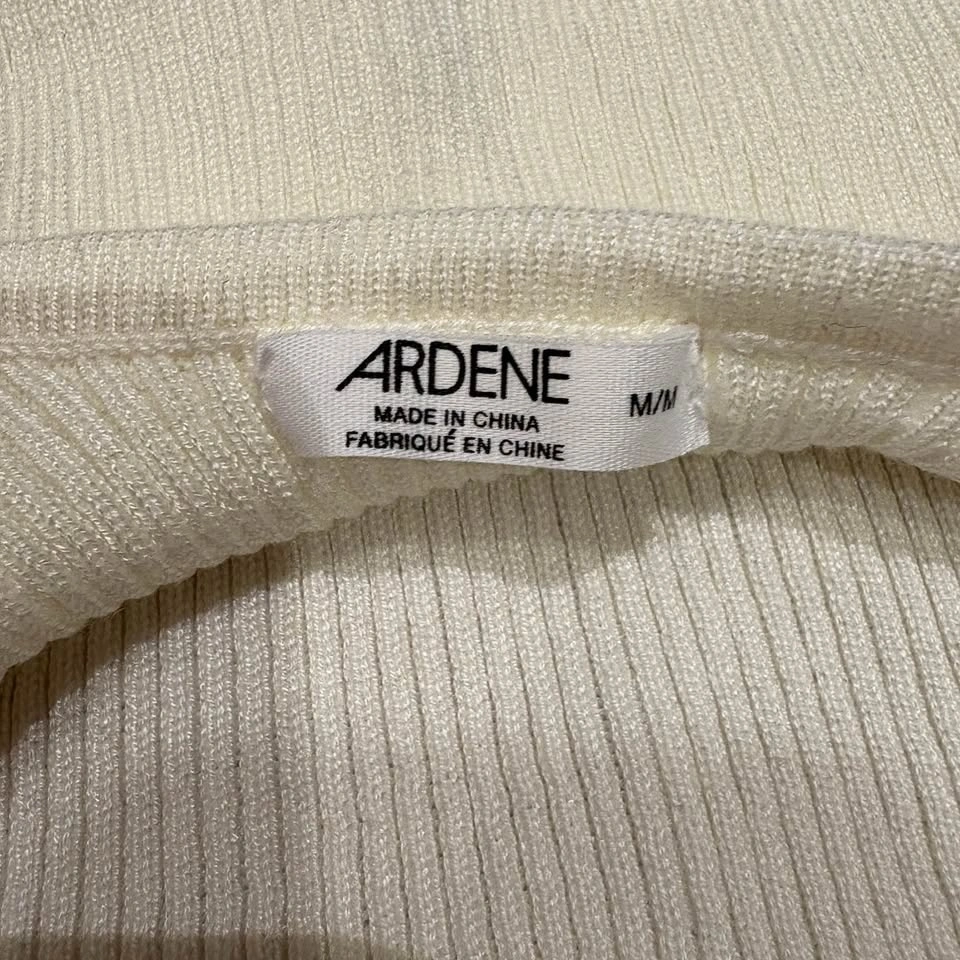 ARDENE
MADE IN CHINA
FABRIQUÉ EN CHINE
M/M